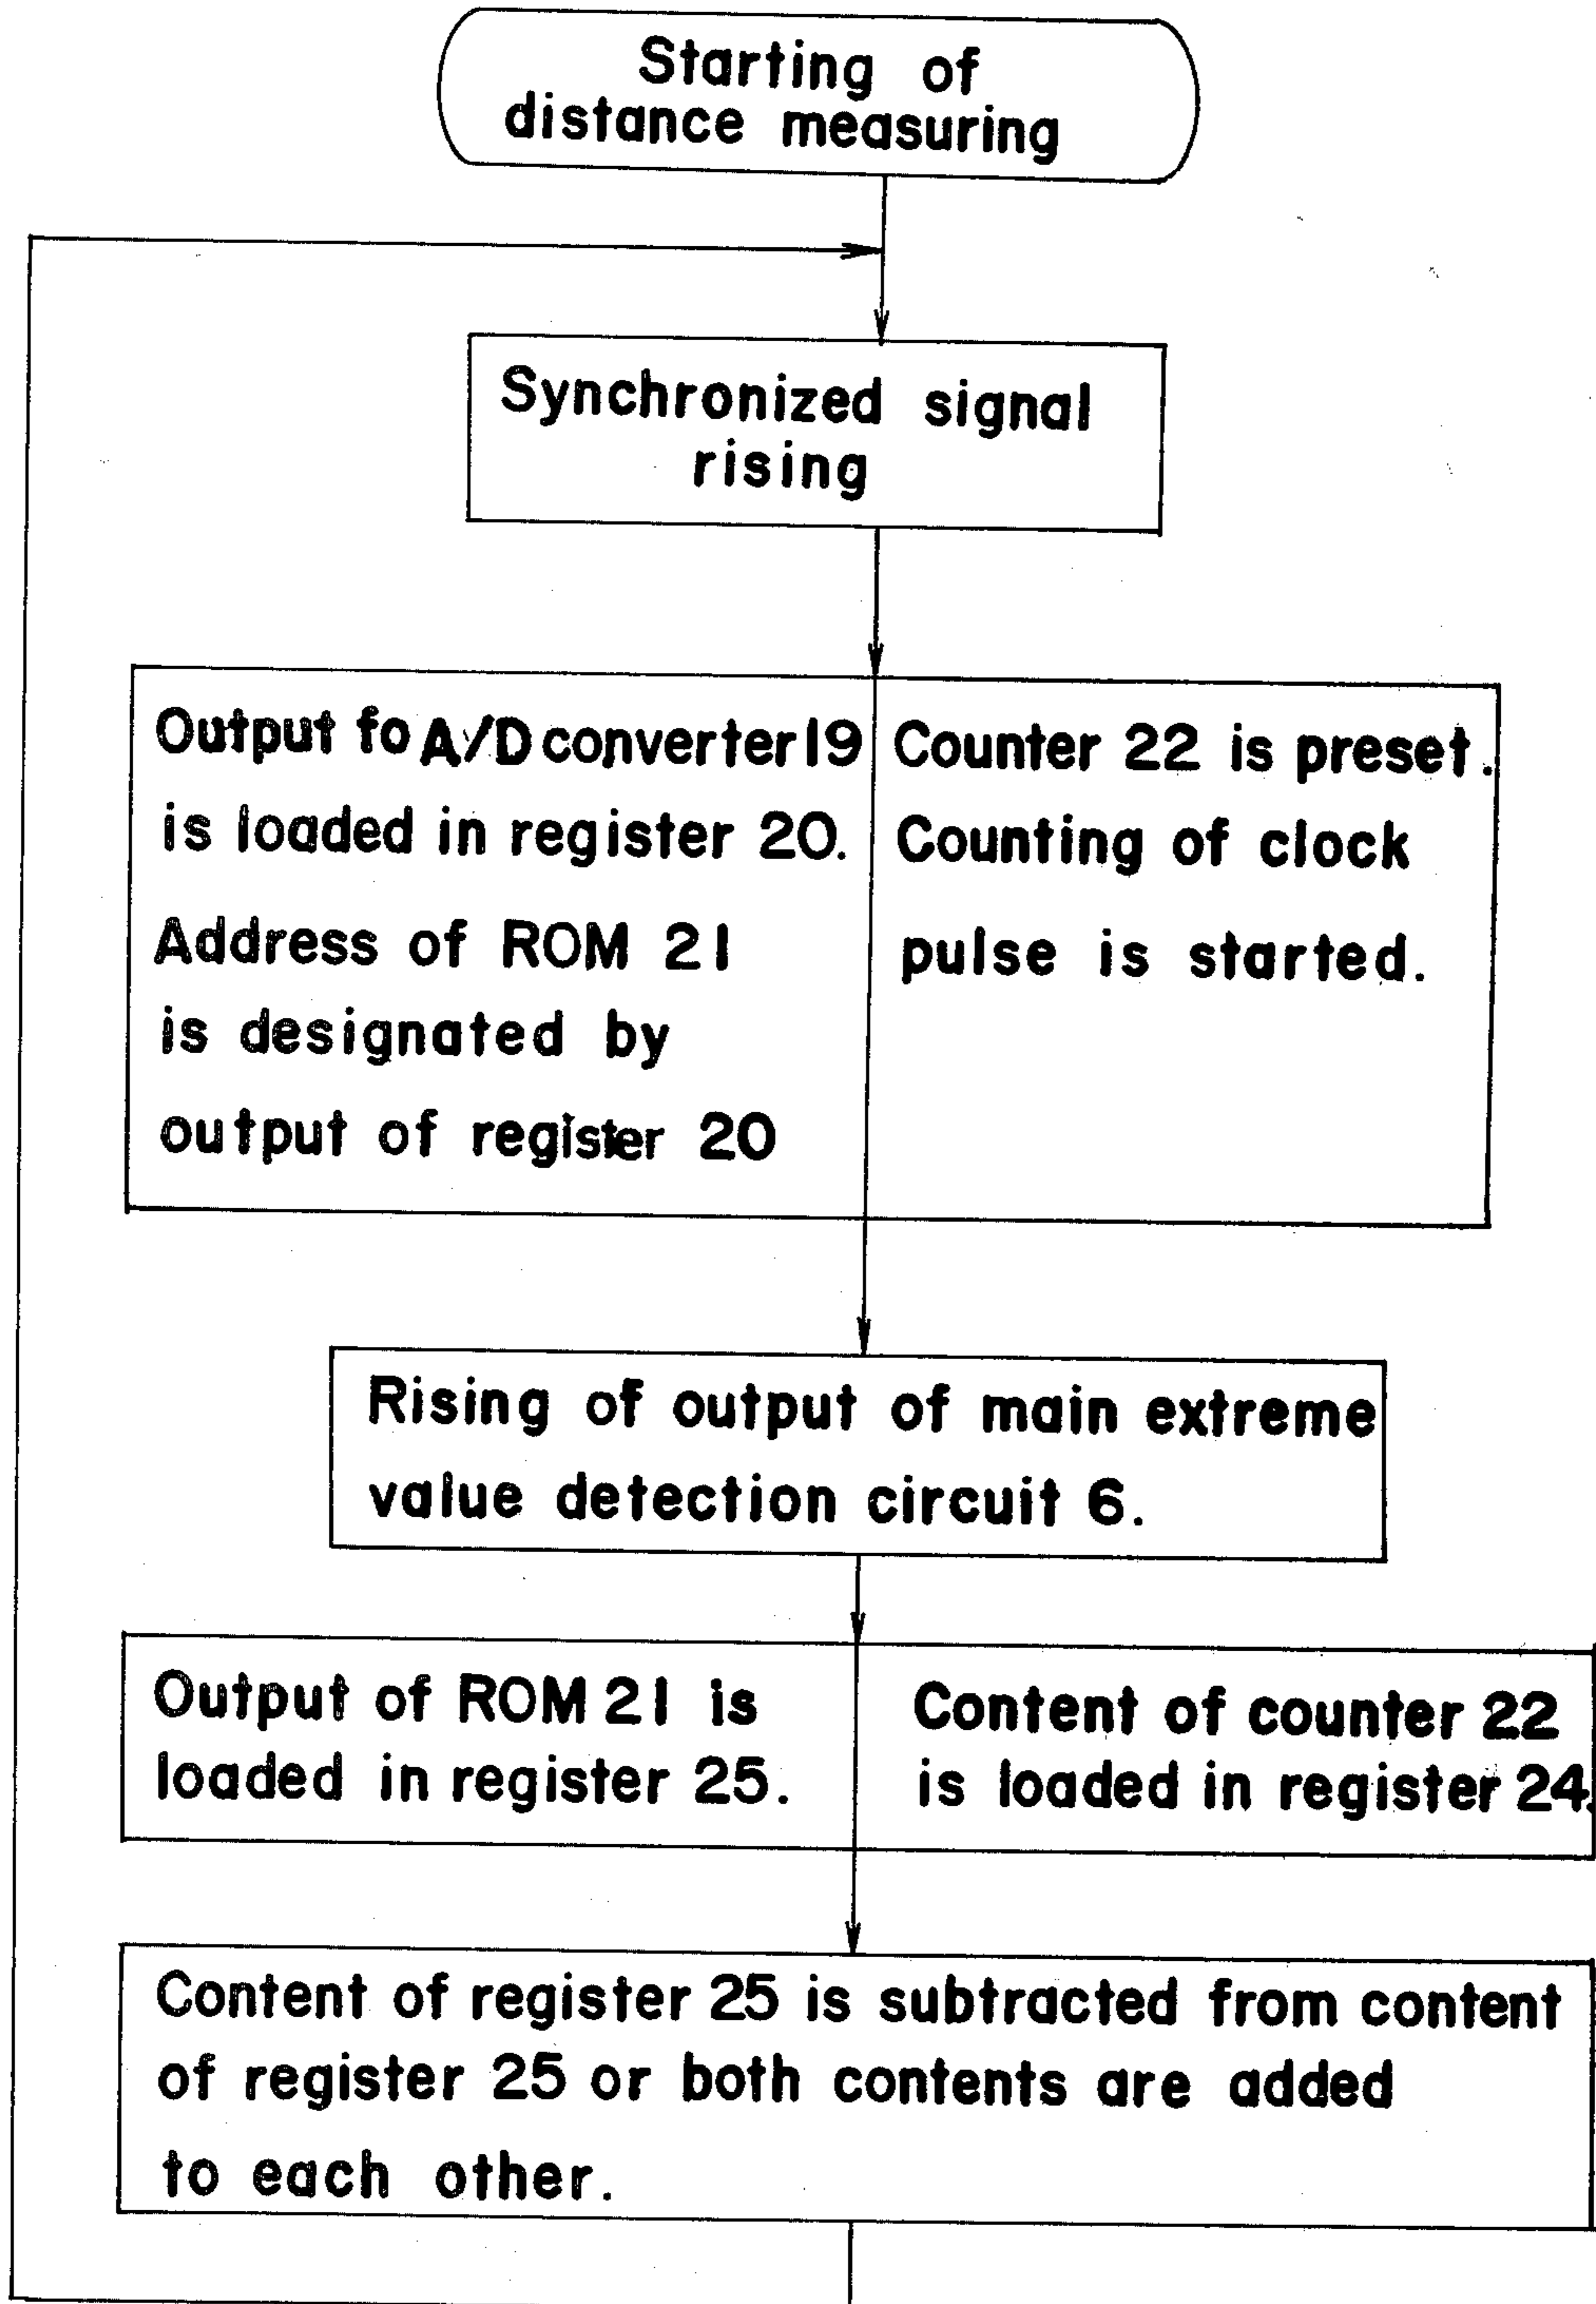 Starting of
distance measuring
Synchronized signal
rising
Output fo A/D converter 19
is loaded in register 20.
Address of ROM 21
is designated by
output of register 20
Counter 22 is preset.
Counting of clock
pulse is started.
Rising of output of main extreme
value detection circuit 6.
Output of ROM 21 is
loaded in register 25.
Content of counter 22
is loaded in register 24.
Content of register 25 is subtracted from content
of register 25 or both contents are added
to each other.